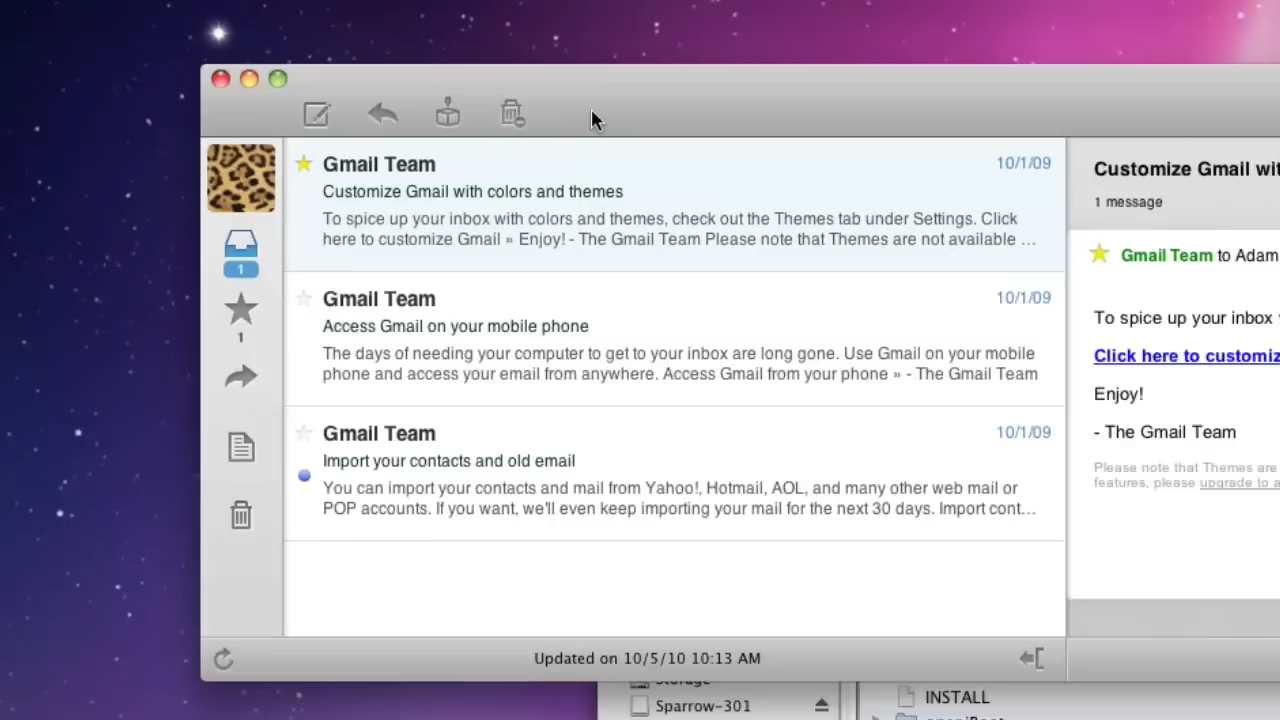 Gmail Team 10/1/09
Customize Gmail with colors and themes
To spice up your inbox with colors and themes, check out the Themes tab under Settings. Click
here to customize Gmail » Enjoy! - The Gmail Team Please note that Themes are not available ...
1
1
Gmail Team 10/1/09
Access Gmail on your mobile phone
The days of needing your computer to get to your inbox are long gone. Use Gmail on your mobile
phone and access your email from anywhere. Access Gmail from your phone » - The Gmail Team
Gmail Team 10/1/09
Import your contacts and old email
You can import your contacts and mail from Yahoo!, Hotmail, AOL, and many other web mail or
POP accounts. If you want, we'll even keep importing your mail for the next 30 days. Import cont...
Updated on 10/5/10 10:13 AM
Customize Gmail wit
1 message
Gmail Team to Adam
To spice up your inbox
Click here to customiz
Enjoy!
- The Gmail Team
Please note that Themes are
features, please upgrade to a
Storage
Sparrow-301
INSTALL